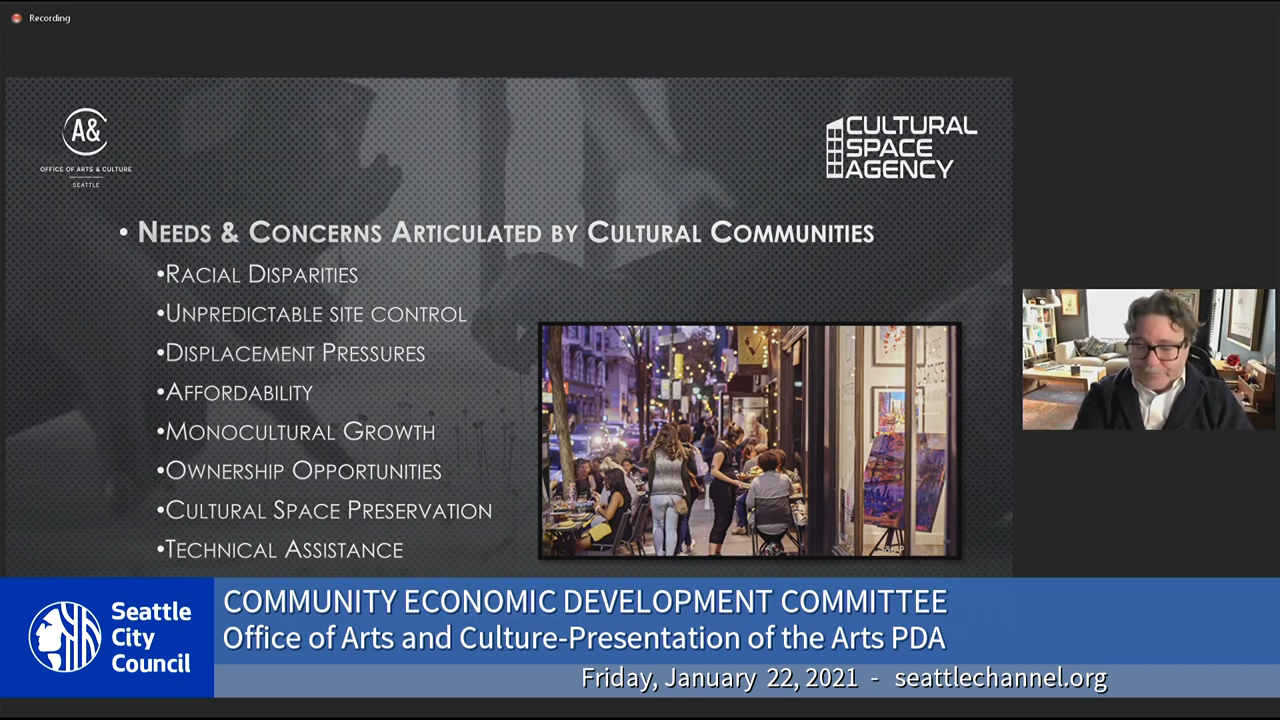 Recording
A&
OFFICE OF ARTS & CULTURE
SEATTLE
CULTURAL
SPACE
AGENCY
• NEEDS & CONCERNS ARTICULATED BY CULTURAL COMMUNITIES
•RACIAL DISPARITIES
•UNPREDICTABLE SITE CONTROL
•DISPLACEMENT PRESSURES
•AFFORDABILITY
•MONOCULTURAL GROWTH
•OWNERSHIP OPPORTUNITIES
•CULTURAL SPACE PRESERVATION
•TECHNICAL ASSISTANCE
Seattle
City
Council
COMMUNITY ECONOMIC DEVELOPMENT COMMITTEE
Office of Arts and Culture-Presentation of the Arts PDA
Friday, January 22, 2021 - seattlechannel.org